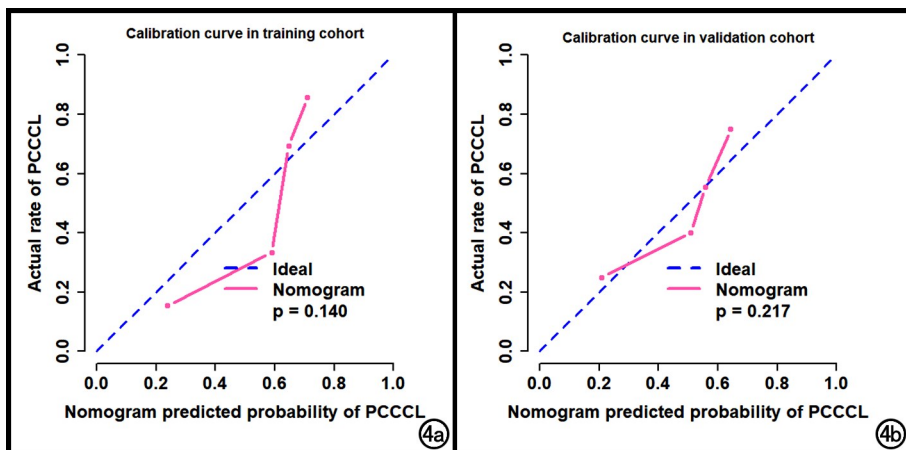 Calibration curve in training cohort
Actual rate of PCCCL
1.0
0.8
0.6
0.4
0.2
0.0
Ideal
Nomogram
p = 0.140
0.0 0.2 0.4 0.6 0.8 1.0
Nomogram predicted probability of PCCCL
4a
Calibration curve in validation cohort
Actual rate of PCCCL
1.0
0.8
0.6
0.4
0.2
0.0
Ideal
Nomogram
p = 0.217
0.0 0.2 0.4 0.6 0.8 1.0
Nomogram predicted probability of PCCCL
4b